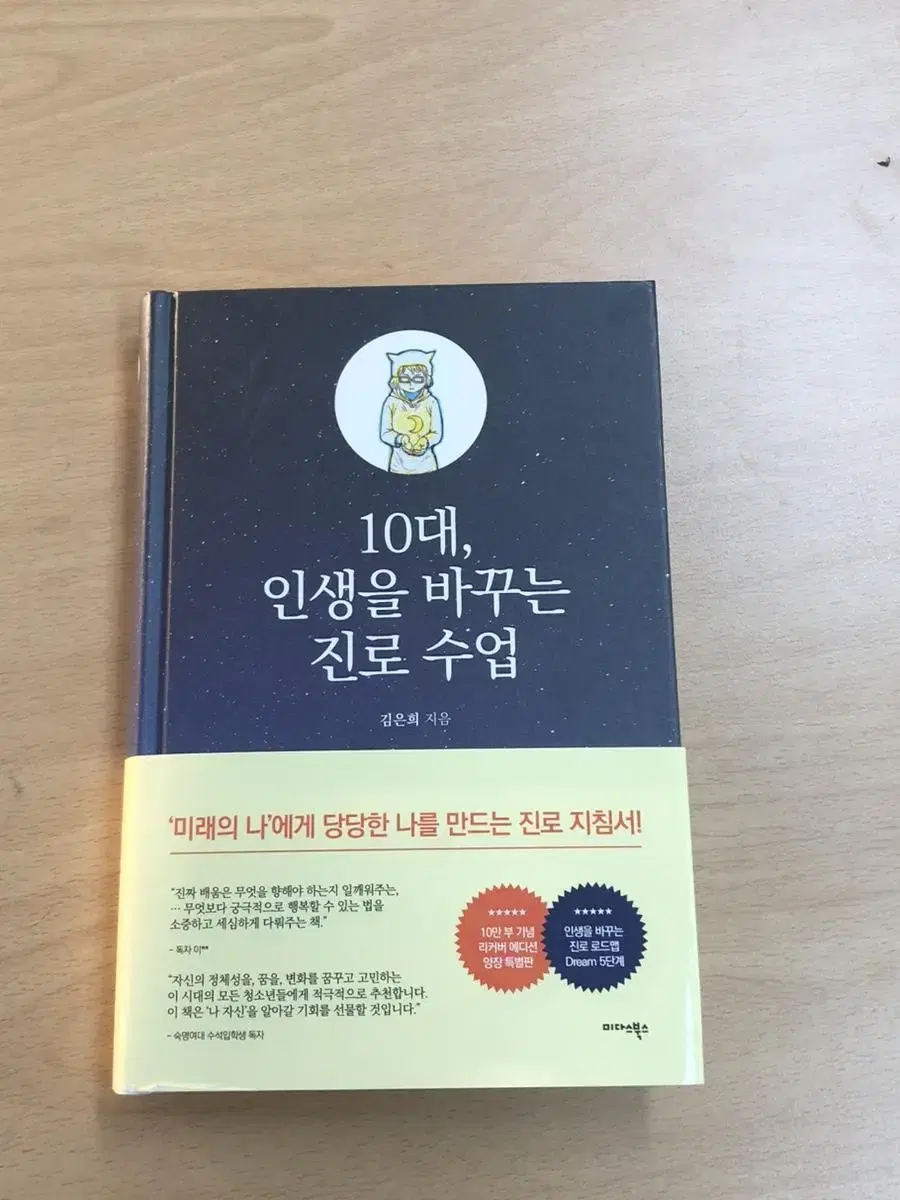 10대,
인생을 바꾸는
진로 수업
김은희 지음
‘미래의 나’에게 당당한 나를 만드는 진로 지침서!
“진짜 배움은 무엇을 향해야 하는지 일깨워주는,
… 무엇보다 궁극적으로 행복할 수 있는 법을
소중하고 세심하게 다뤄주는 책.”
– 독자 이**
“자신의 정체성을, 꿈을, 변화를 꿈꾸고 고민하는
이 시대의 모든 청소년들에게 적극적으로 추천합니다.
이 책은 ‘나 자신’을 알아갈 기회를 선물할 것입니다.”
– 숙명여대 수석입학생 독자
★★★★★
10만 부 기념
리커버 에디션
양장 특별판
★★★★★
인생을 바꾸는
진로 로드맵
Dream 5단계
미다스북스